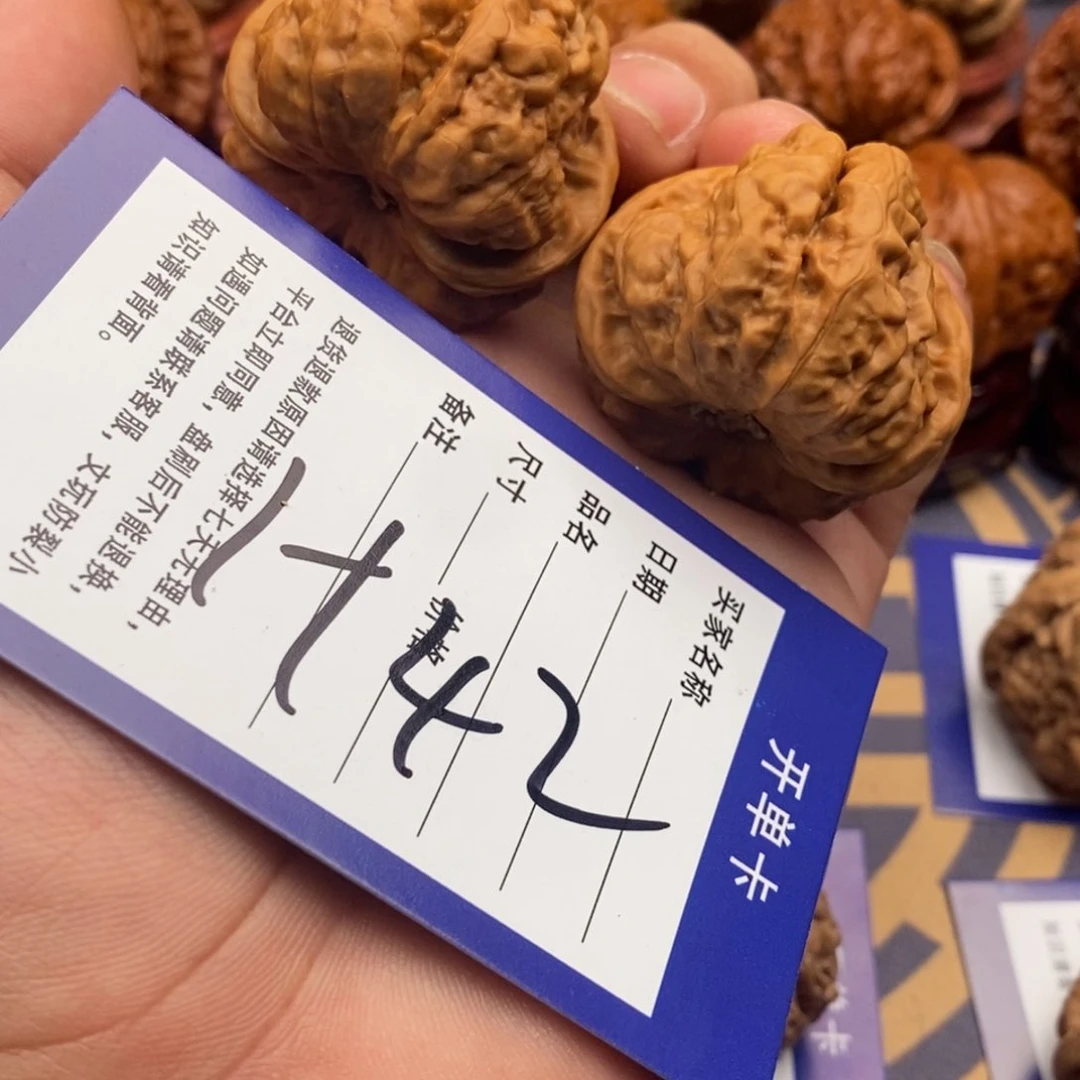 开单卡
买家名称
日期
品名
尺寸
备注
退货退款原因请选择七天无理由，
平台立即同意，盘刷后不能退换，
如遇问题请联系客服，文玩防裂小
知识请看背面。